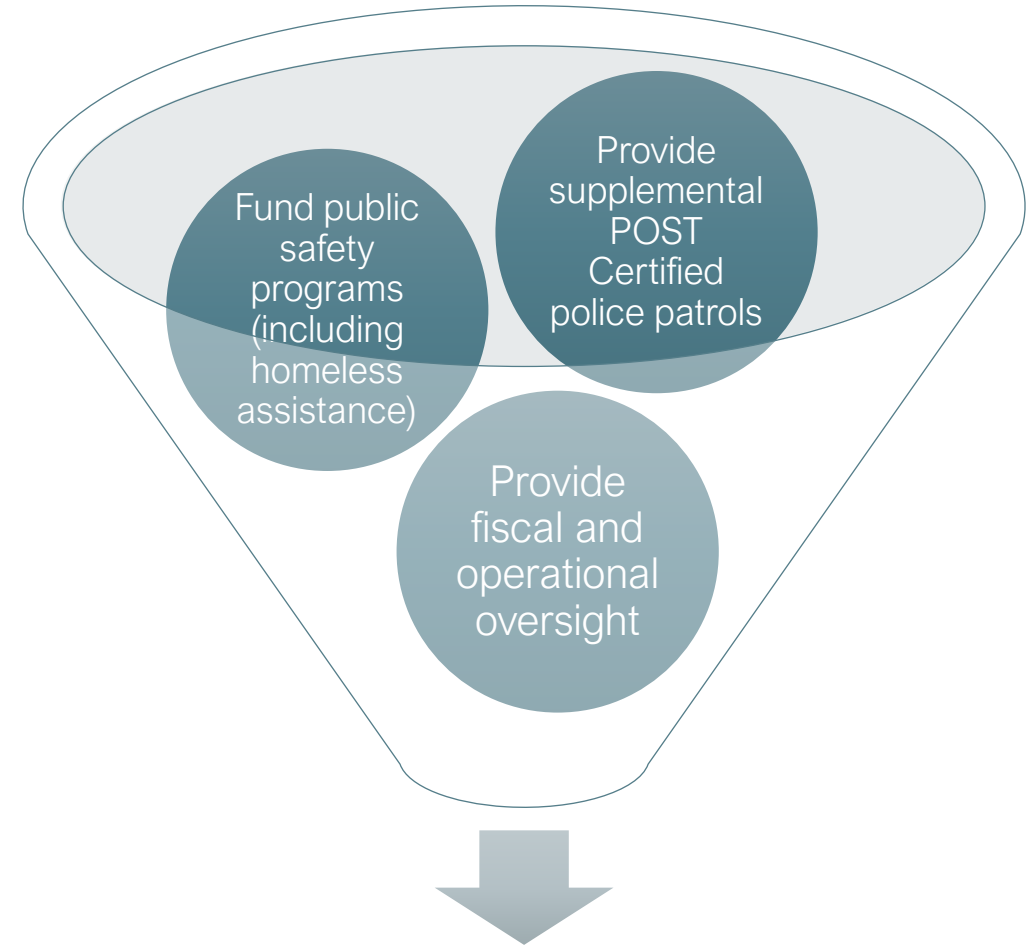 Fund public
safety
programs
(including
homeless
assistance)
Provide
supplemental
POST
Certified
police patrols
Provide
fiscal and
operational
oversight